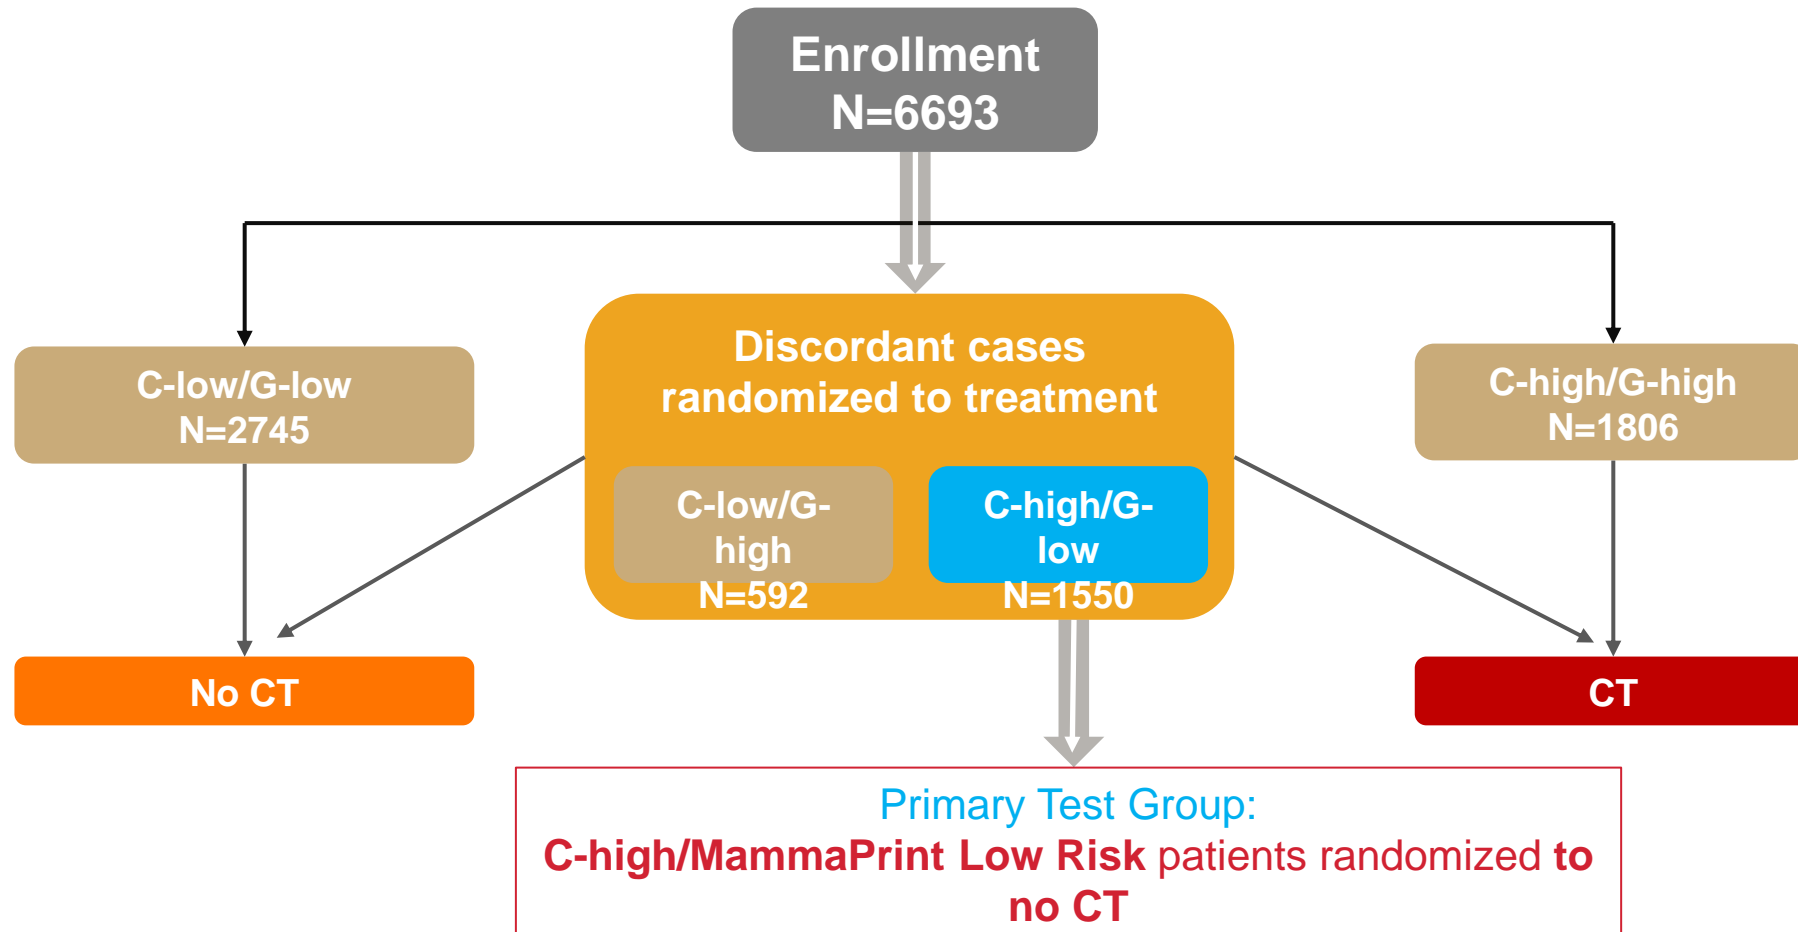 Enrollment
N=6693
Discordant cases
randomized to treatment
C-low/G-low
N=2745
C-high/G-high
N=1806
C-low/G-
high
N=592
C-high/G-
low
N=1550
No CT
CT
Primary Test Group:
C-high/MammaPrint Low Risk patients randomized to
no CT